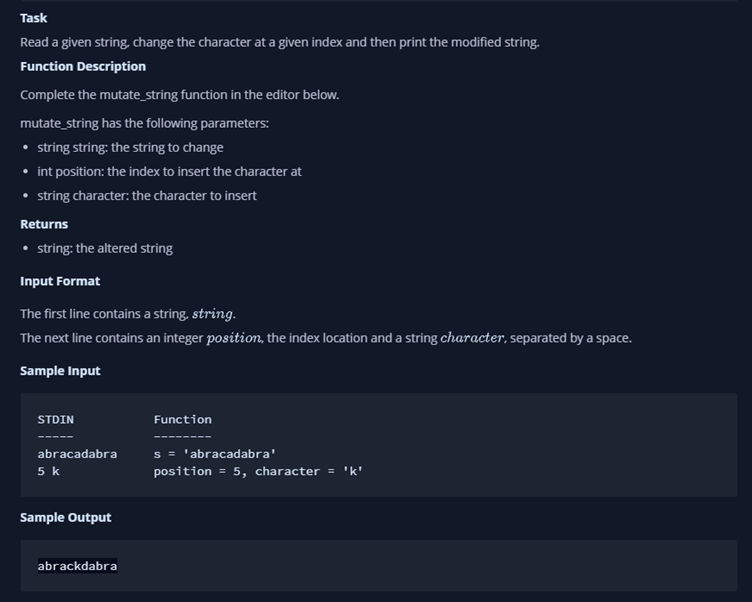 Task
Read a given string, change the character at a given index and then print the modified string.
Function Description
Complete the mutate_string function in the editor below.
mutate_string has the following parameters:
• string string: the string to change
• int position: the index to insert the character at
• string character: the character to insert
Returns
• string: the altered string
Input Format
The first line contains a string, string.
The next line contains an integer position, the index location and a string character, separated by a space.
Sample Input
STDIN Function
----- --------
abracadabra s = 'abracadabra'
5 k position = 5, character = 'k'
Sample Output
abrackdabra